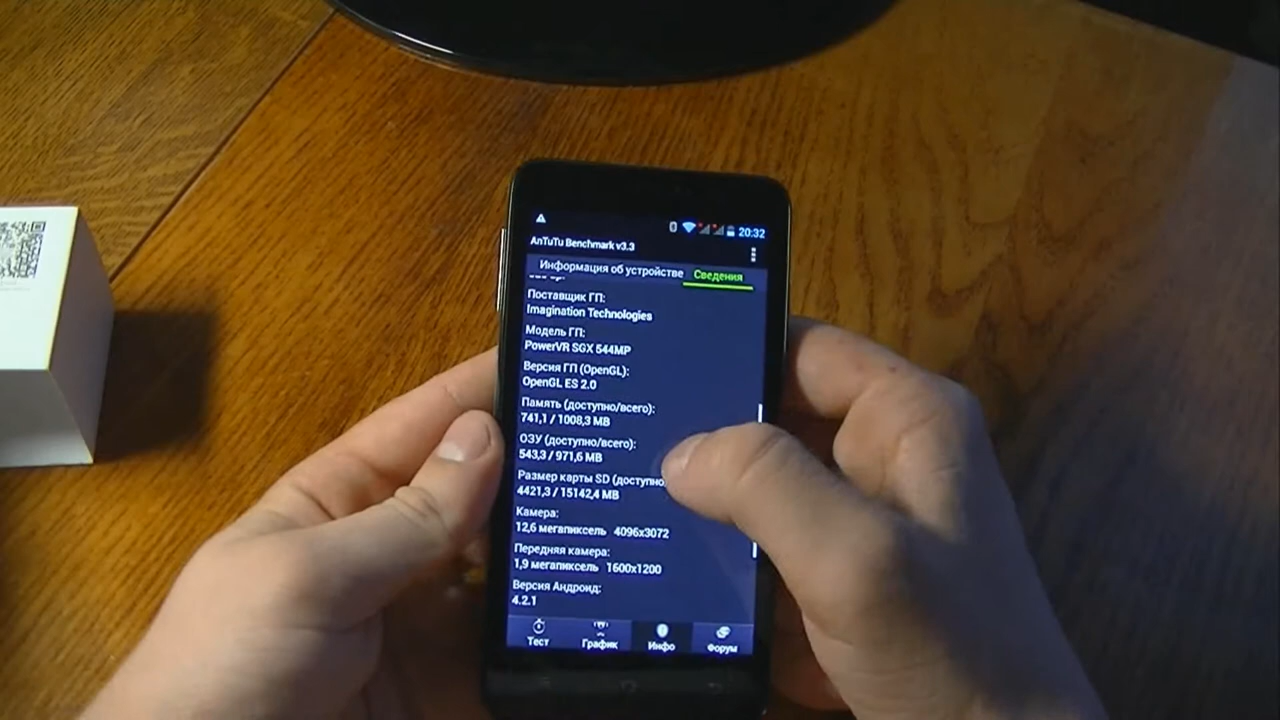 20:32
AnTuTu Benchmark v3.3
Информация об устройстве Сведения
Поставщик ГП:
Imagination Technologies
Модель ГП:
PowerVR SGX 544MP
Версия ГП (OpenGL):
OpenGL ES 2.0
Память (доступно/всего):
741,1 / 1008,3 MB
ОЗУ (доступно/всего):
543,3 / 971,6 MB
Размер карты SD (доступно
4421,3 / 15142,4 MB
Камера:
12,6 мегапиксель 4096x3072
Передняя камера:
1,9 мегапиксель 1600x1200
Версия Андроид:
4.2.1
Тест График Инфо Форум